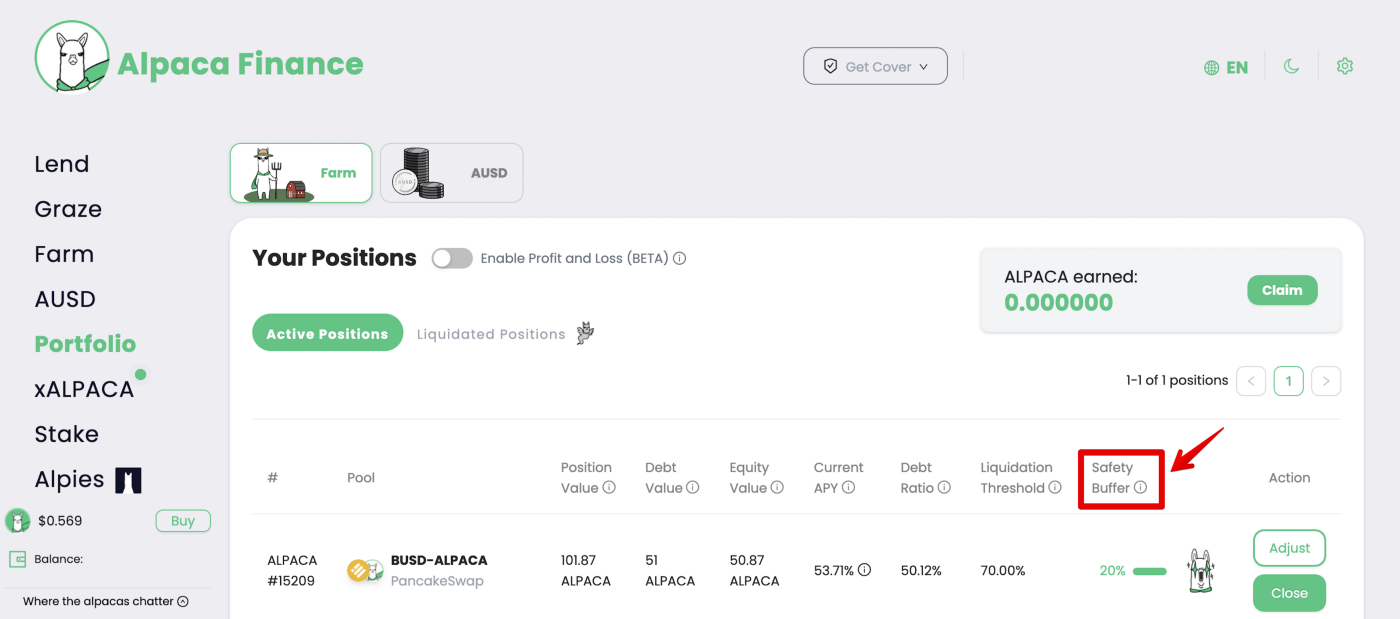 Alpaca Finance
Get Cover
EN
Lend
Graze
Farm
AUSD
Portfolio
xALPACA
Stake
Alpies
$0.569 Buy
Balance:
Where the alpacas chatter
Farm
AUSD
Your Positions
Enable Profit and Loss (BETA)
ALPACA earned:
0.000000
Claim
Active Positions
Liquidated Positions
1-1 of 1 positions < 1 >
#
Pool
Position
Value
Debt
Value
Equity
Value
Current
APY
Debt
Ratio
Liquidation
Threshold
Safety
Buffer
Action
ALPACA
#15209
BUSD-ALPACA
PancakeSwap
101.87
ALPACA
51
ALPACA
50.87
ALPACA
53.71%
50.12%
70.00%
20%
Adjust
Close